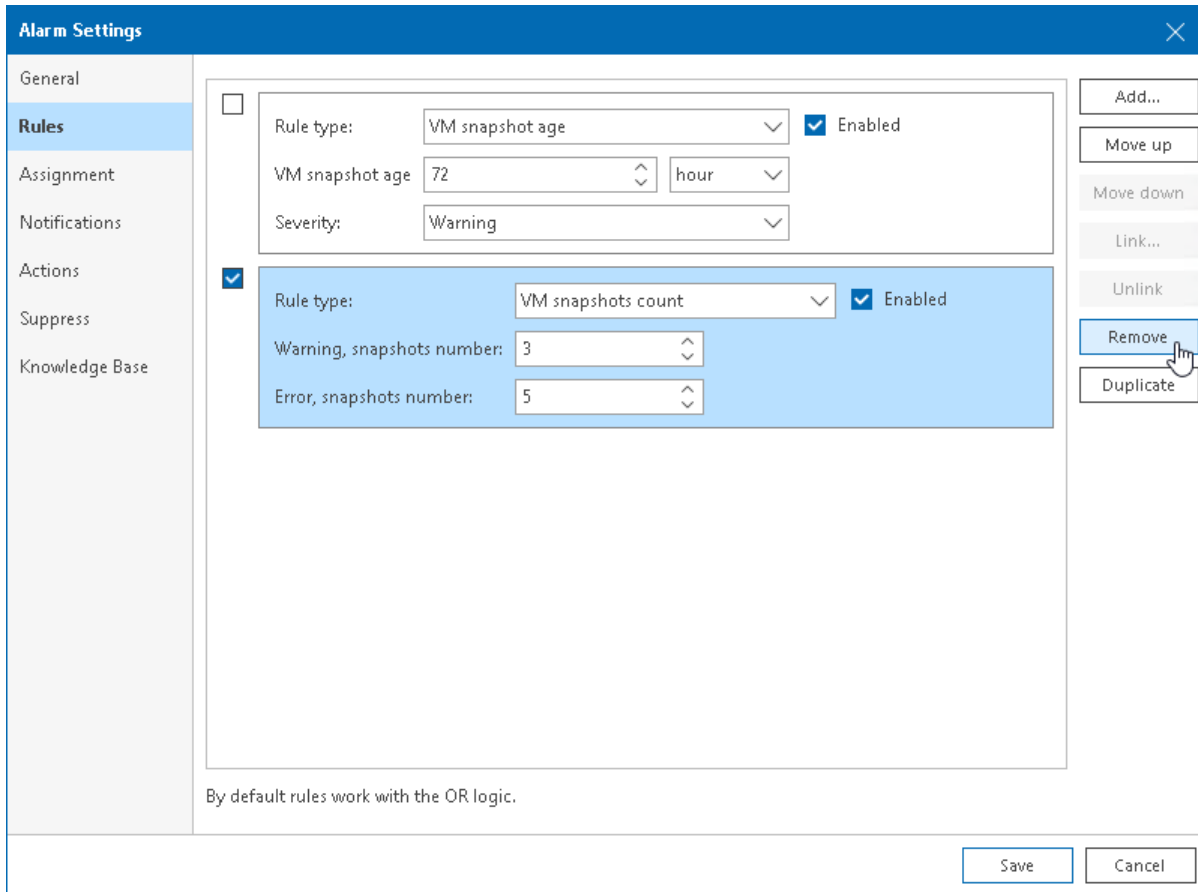 Alarm Settings
General
Rules
Assignment
Notifications
Actions
Suppress
Knowledge Base
Rule type: VM snapshot age Enabled
VM snapshot age 72 hour
Severity: Warning
Rule type: VM snapshots count Enabled
Warning, snapshots number: 3
Error, snapshots number: 5
By default rules work with the OR logic.
Add...
Move up
Move down
Link...
Unlink
Remove
Duplicate
Save Cancel